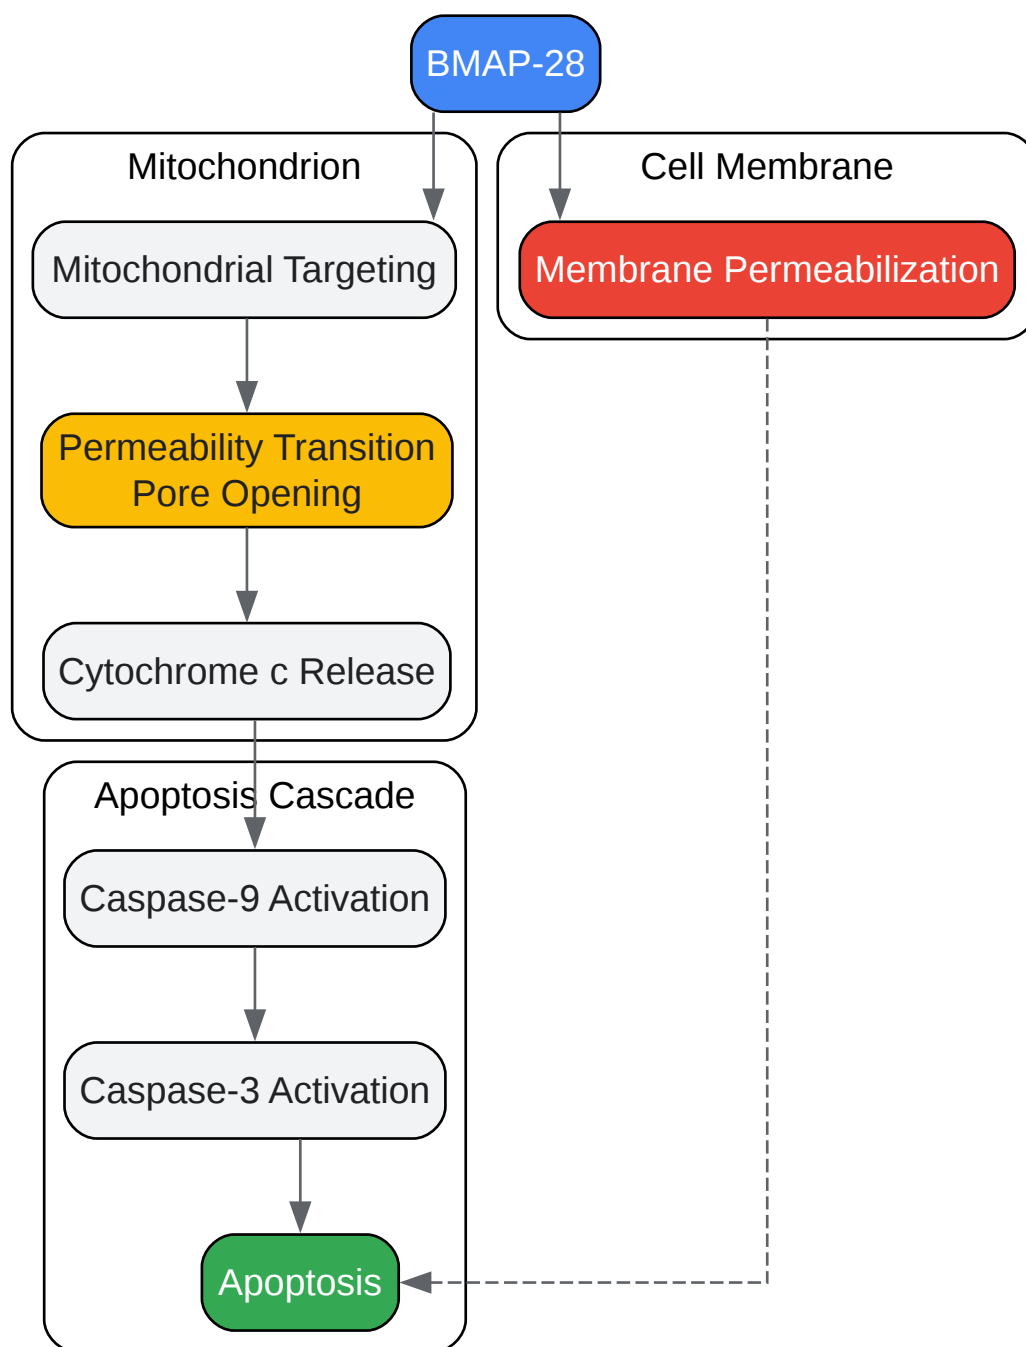 BMAP-28
Mitochondrion
Cell Membrane
Mitochondrial Targeting
Membrane Permeabilization
Permeability Transition
Pore Opening
Cytochrome c Release
Apoptosis Cascade
Caspase-9 Activation
Caspase-3 Activation
Apoptosis